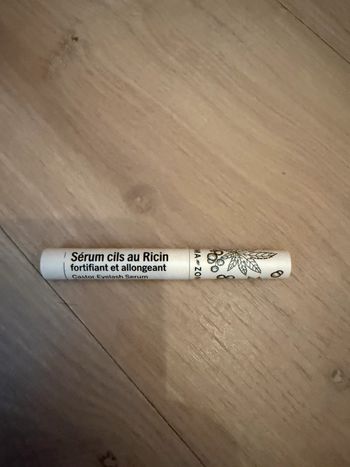 Sérum cils au Ricin
fortifiant et allongeant
Castor Eyelash Serum